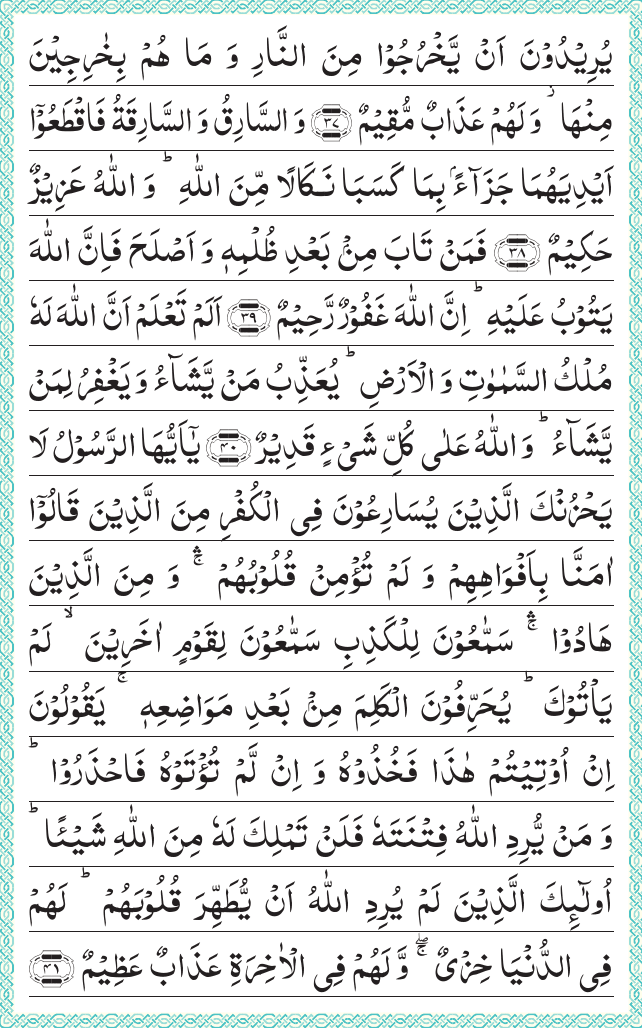 یُرِیْدُوْنَ اَنْ یَّخْرُجُوْا مِنَ النَّارِ وَ مَا هُمْ بِخٰرِجِیْنَ
مِنْهَا ؗ وَ لَهُمْ عَذَابٌ مُّقِیْمٌ ﴿۳۷﴾ وَ السَّارِقُ وَ السَّارِقَةُ فَاقْطَعُوْۤا
اَیْدِیَهُمَا جَزَآءًۢ بِمَا كَسَبَا نَكَالًا مِّنَ اللّٰهِ ؕ وَ اللّٰهُ عَزِیْزٌ
حَكِیْمٌ ﴿۳۸﴾ فَمَنْ تَابَ مِنْۢ بَعْدِ ظُلْمِهٖ وَ اَصْلَحَ فَاِنَّ اللّٰهَ
یَتُوْبُ عَلَیْهِ ؕ اِنَّ اللّٰهَ غَفُوْرٌ رَّحِیْمٌ ﴿۳۹﴾ اَلَمْ تَعْلَمْ اَنَّ اللّٰهَ لَهٗ
مُلْكُ السَّمٰوٰتِ وَ الْاَرْضِ ؕ یُعَذِّبُ مَنْ یَّشَآءُ وَ یَغْفِرُ لِمَنْ
یَّشَآءُ ؕ وَ اللّٰهُ عَلٰی كُلِّ شَیْءٍ قَدِیْرٌ ﴿۴۰﴾ یٰۤاَیُّهَا الرَّسُوْلُ لَا
یَحْزُنْكَ الَّذِیْنَ یُسَارِعُوْنَ فِی الْكُفْرِ مِنَ الَّذِیْنَ قَالُوْۤا
اٰمَنَّا بِاَفْوَاهِهِمْ وَ لَمْ تُؤْمِنْ قُلُوْبُهُمْ ۛۚ وَ مِنَ الَّذِیْنَ
هَادُوْا ۛۚ سَمّٰعُوْنَ لِلْكَذِبِ سَمّٰعُوْنَ لِقَوْمٍ اٰخَرِیْنَ ۙ لَمْ
یَاْتُوْكَ ؕ یُحَرِّفُوْنَ الْكَلِمَ مِنْۢ بَعْدِ مَوَاضِعِهٖ ۚ یَقُوْلُوْنَ
اِنْ اُوْتِیْتُمْ هٰذَا فَخُذُوْهُ وَ اِنْ لَّمْ تُؤْتَوْهُ فَاحْذَرُوْا ؕ
وَ مَنْ یُّرِدِ اللّٰهُ فِتْنَتَهٗ فَلَنْ تَمْلِكَ لَهٗ مِنَ اللّٰهِ شَیْـًٔا ؕ
اُولٰٓىِٕكَ الَّذِیْنَ لَمْ یُرِدِ اللّٰهُ اَنْ یُّطَهِّرَ قُلُوْبَهُمْ ؕ لَهُمْ
فِی الدُّنْیَا خِزْیٌ ۖۚ وَّ لَهُمْ فِی الْاٰخِرَةِ عَذَابٌ عَظِیْمٌ ﴿۴۱﴾